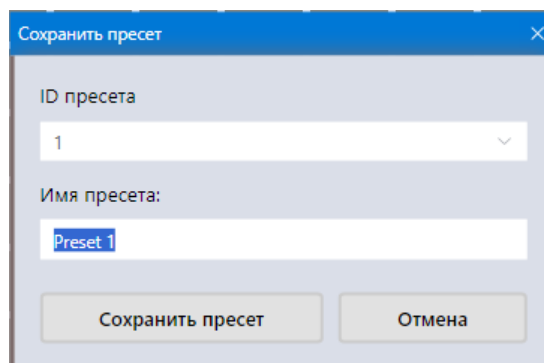 Сохранить пресет
ID пресета
1
Имя пресета:
Preset 1
Сохранить пресет Отмена